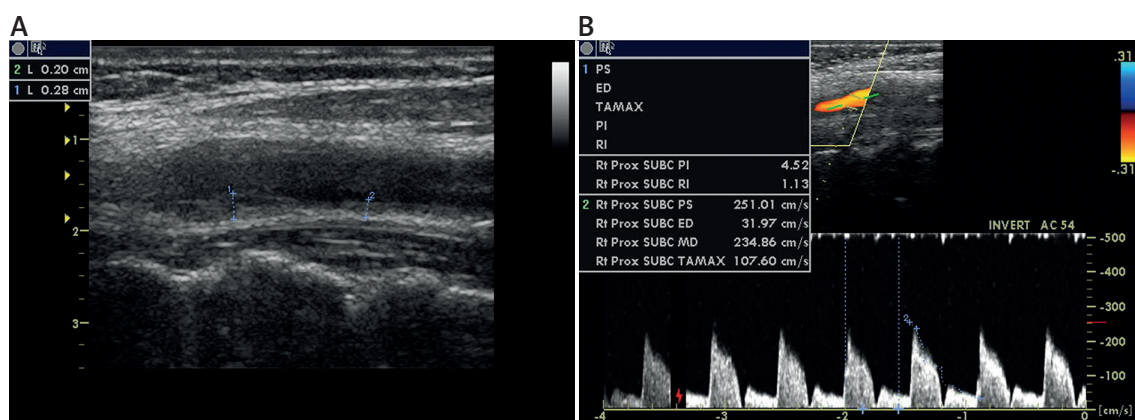 A
2 L 0.20 cm
1 L 0.28 cm
1
2
3
1
2
B
1 PS
ED
TAMAX
PI
RI
Rt Prox SUBC PI 4.52
Rt Prox SUBC RI 1.13
2 Rt Prox SUBC PS 251.01 cm/s
Rt Prox SUBC ED 31.97 cm/s
Rt Prox SUBC MD 234.86 cm/s
Rt Prox SUBC TAMAX 107.60 cm/s
.31
-.31
INVERT AC 54
-500
-400
-300
-200
-100
[cm/s]
2
-4
-2
-1
0